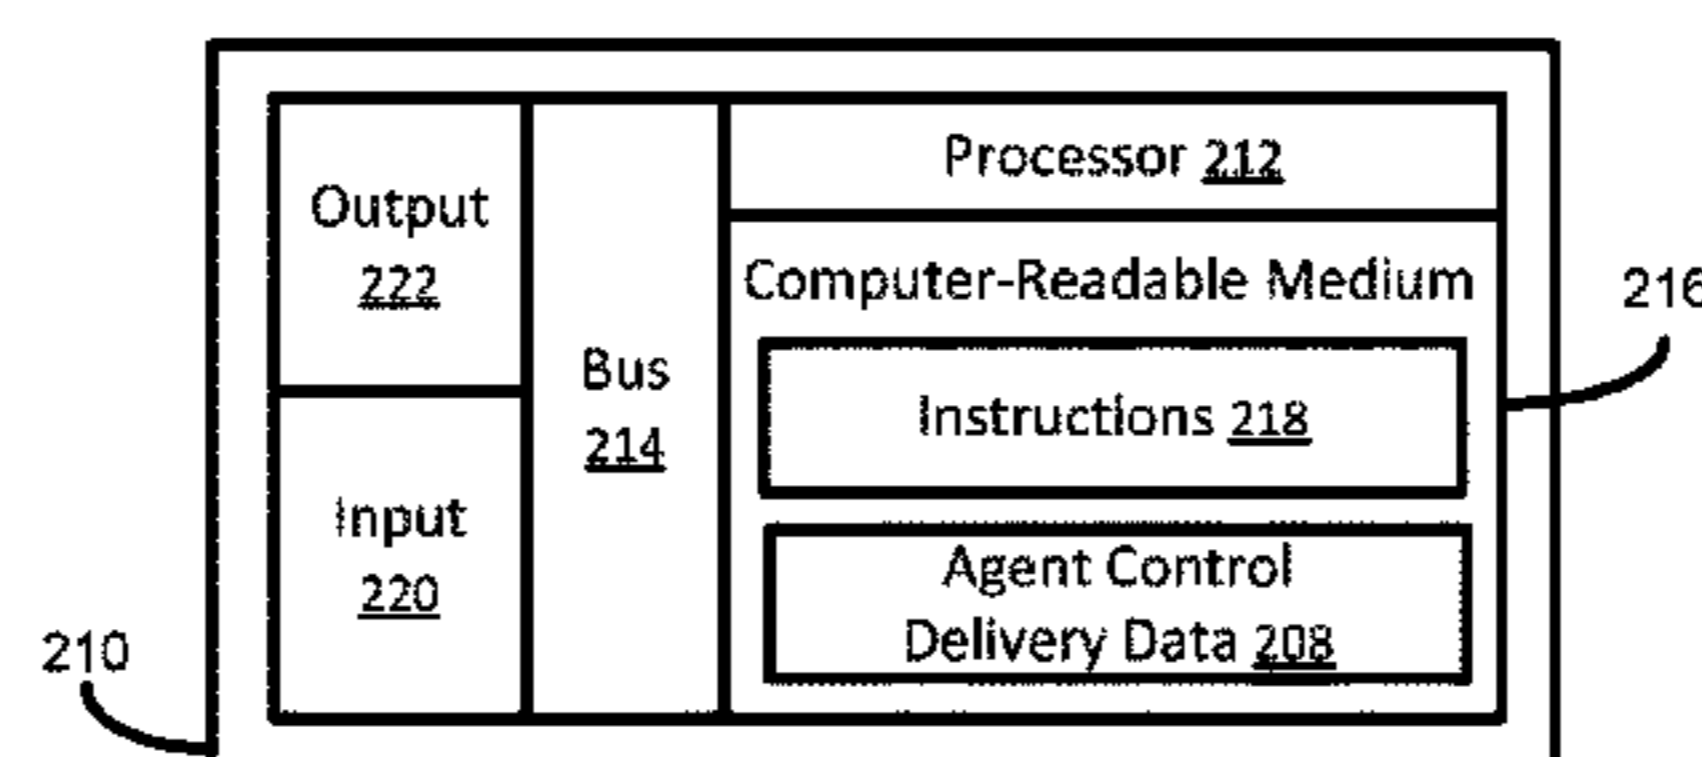 Output
222
Input
220
Bus
214
Processor 212
Computer-Readable Medium
Instructions 218
Agent Control
Delivery Data 208
216
210